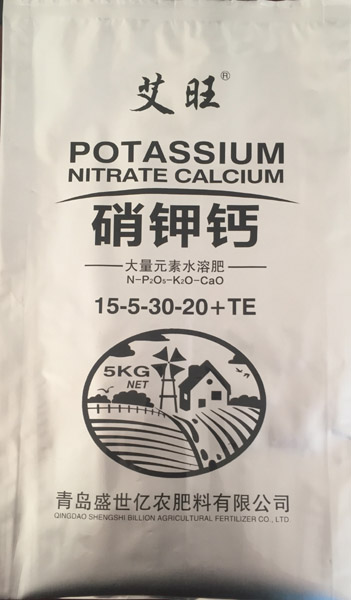 艾旺®
POTASSIUM
NITRATE CALCIUM
硝钾钙
大量元素水溶肥
N-P₂O₅-K₂O-CaO
15-5-30-20+TE
5KG
NET
青岛盛世亿农肥料有限公司
QINGDAO SHENGSHI BILLION AGRICULTURAL FERTILIZER CO., LTD